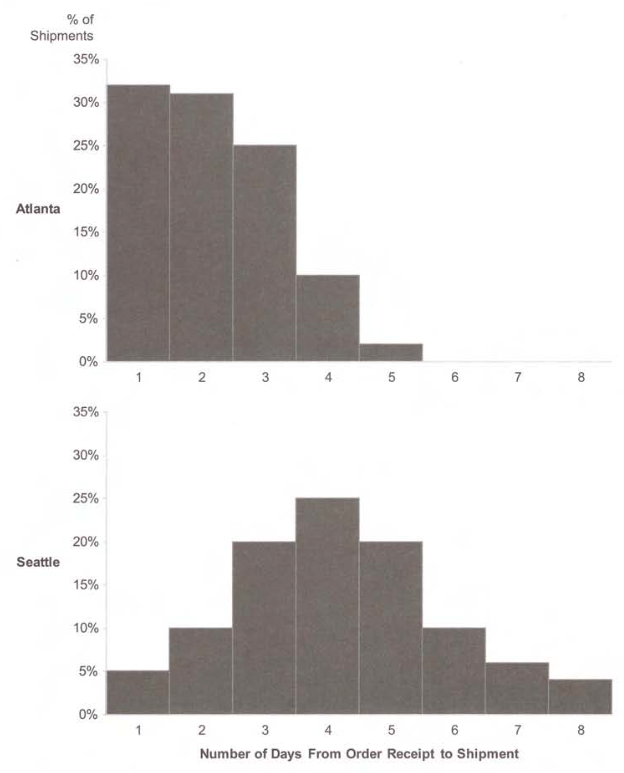 % of
Shipments
35%
30%
25%
20%
Atlanta
15%
10%
5%
0%
1 2 3 4 5 6 7 8
35%
30%
25%
20%
Seattle
15%
10%
5%
0%
1 2 3 4 5 6 7 8
Number of Days From Order Receipt to Shipment